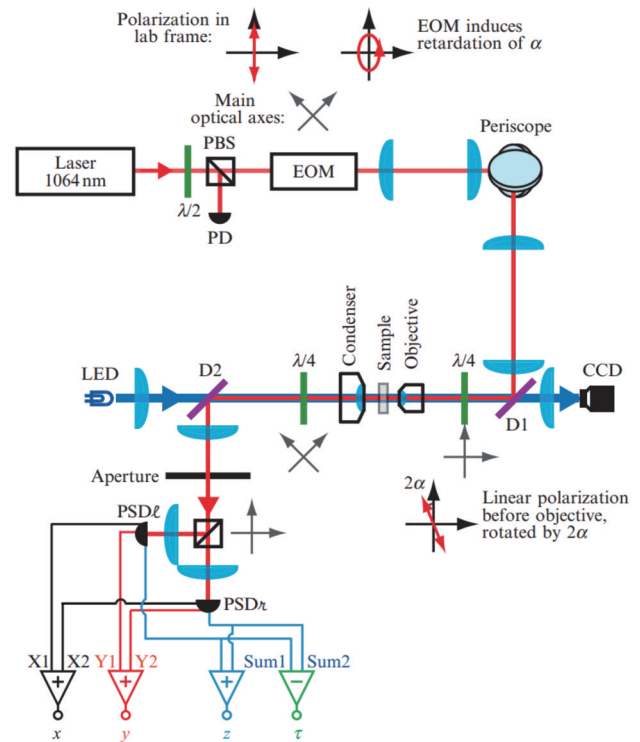 Polarization in
lab frame:
EOM induces
retardation of α
Main
optical axes:
Periscope
PBS
Laser
1064 nm
EOM
λ/2
PD
Condenser
Sample
Objective
λ/4
λ/4
LED
D2
CCD
D1
Aperture
2α
Linear polarization
before objective,
rotated by 2α
PSDℓ
PSDr
X1 X2 Y1 Y2 Sum1 Sum2
+ + + −
x y z τ